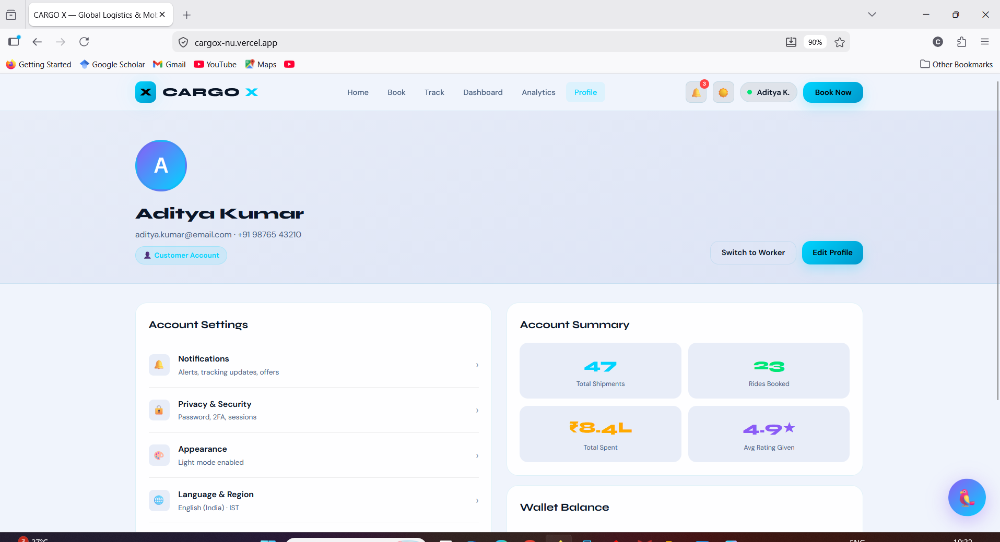 CARGO X — Global Logistics & Mob
cargox-nu.vercel.app
90%
C
Getting Started
Google Scholar
Gmail
YouTube
Maps
Other Bookmarks
X CARGO X
Home
Book
Track
Dashboard
Analytics
Profile
3
Aditya K.
Book Now
A
Aditya Kumar
aditya.kumar@email.com · +91 98765 43210
Customer Account
Switch to Worker
Edit Profile
Account Settings
Notifications
Alerts, tracking updates, offers
Privacy & Security
Password, 2FA, sessions
Appearance
Light mode enabled
Language & Region
English (India) · IST
Account Summary
47
Total Shipments
23
Rides Booked
₹8.4L
Total Spent
4.9★
Avg Rating Given
Wallet Balance
3
27°C
ENG